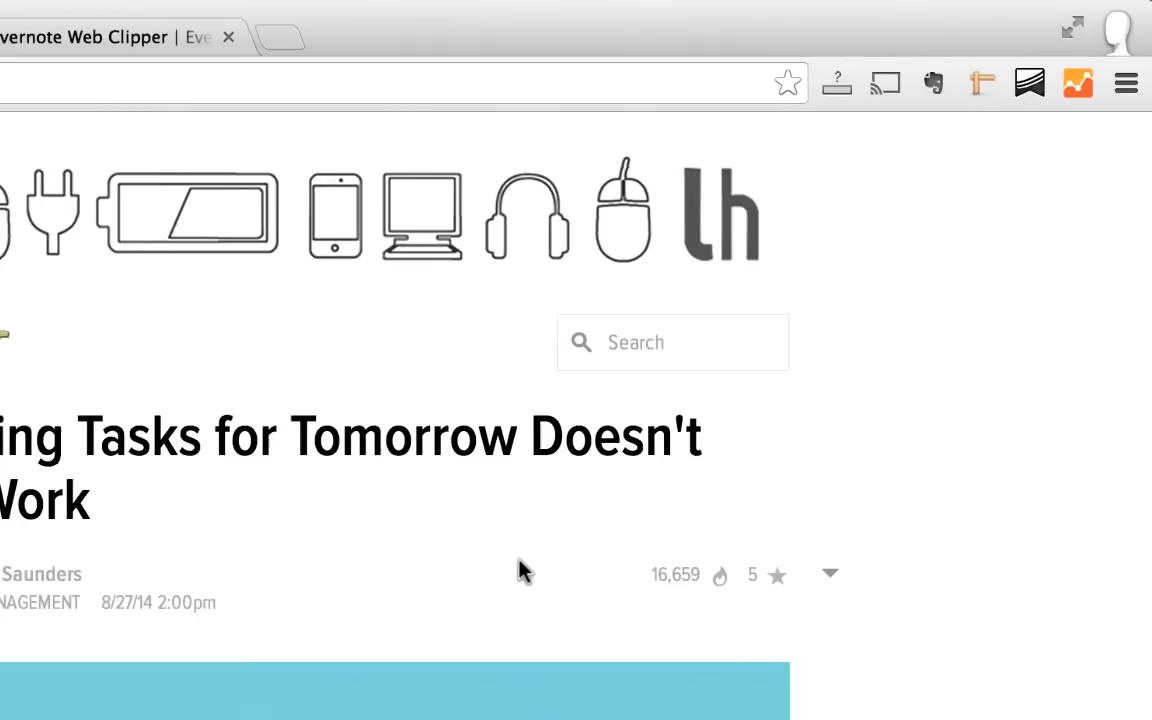 vernote Web Clipper | Eve
lh
Search
ing Tasks for Tomorrow Doesn't
Work
Saunders
16,659 5
NAGEMENT 8/27/14 2:00pm